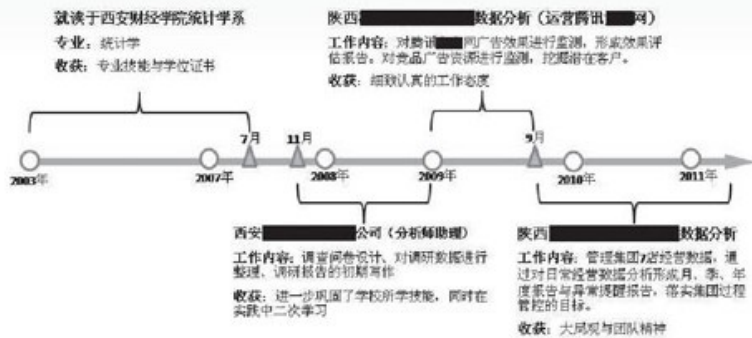 就读于西安财经学院统计学系
专业：统计学
收获：专业技能与学位证书
陕西 数据分析（运营腾讯 网）
工作内容：对腾讯 网广告效果进行监测，形成效果评
估报告。对竞品广告资源进行监测，挖掘潜在客户。
收获：细致认真的工作态度
7月
11月
9月
2003年
2007年
2008年
2009年
2010年
2011年
西安 公司（分析师助理）
工作内容：调查问卷设计、对调研数据进行
整理、调研报告的初期写作
收获：进一步巩固了学校所学技能，同时在
实践中二次学习
陕西 数据分析
工作内容：管理集团7店经营数据，通
过对日常经营数据分析形成月、季、年
度报告与异常提醒报告，落实集团过程
管控的目标。
收获：大局观与团队精神